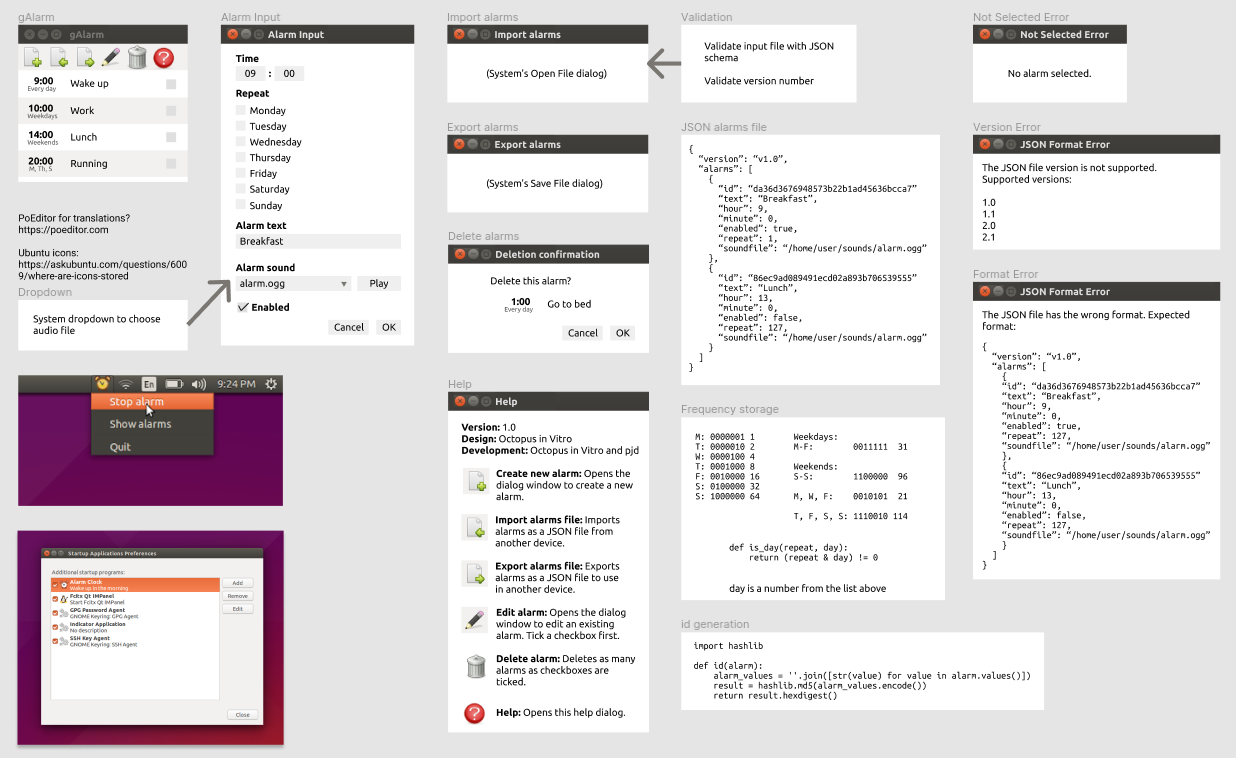 gAlarm
gAlarm
9:00
Every day
Wake up
10:00
Weekdays
Work
14:00
Weekends
Lunch
20:00
M, Th, S
Running
PoEditor for translations?
https://poeditor.com
Ubuntu icons:
https://askubuntu.com/questions/600
9/where-are-icons-stored
Dropdown
System dropdown to choose
audio file
Alarm Input
Alarm Input
Time
09 : 00
Repeat
Monday
Tuesday
Wednesday
Thursday
Friday
Saturday
Sunday
Alarm text
Breakfast
Alarm sound
alarm.ogg
Play
Enabled
Cancel OK
En 9:24 PM
Stop alarm
Show alarms
Quit
Startup Applications Preferences
Additional startup programs:
Alarm Clock
Wake up in the morning
Fcitx Qt IMPanel
Start Fcitx Qt IMPanel
GPG Password Agent
GNOME Keyring: GPG Agent
Indicator Application
No description
SSH Key Agent
GNOME Keyring: SSH Agent
Add
Remove
Edit
Close
Import alarms
Import alarms
(System's Open File dialog)
Export alarms
Export alarms
(System's Save File dialog)
Delete alarms
Deletion confirmation
Delete this alarm?
1:00
Every day
Go to bed
Cancel OK
Help
Help
Version: 1.0
Design: Octopus in Vitro
Development: Octopus in Vitro and pjd
Create new alarm: Opens the
dialog window to create a new
alarm.
Import alarms file: Imports
alarms as a JSON file from
another device.
Export alarms file: Exports
alarms as a JSON file to use
in another device.
Edit alarm: Opens the dialog
window to edit an existing
alarm. Tick a checkbox first.
Delete alarm: Deletes as many
alarms as checkboxes are
ticked.
Help: Opens this help dialog.
Validation
Validate input file with JSON
schema
Validate version number
JSON alarms file
{
“version”: “v1.0”,
“alarms”: [
{
“id”: “da36d3676948573b22b1ad45636bcca7”
“text”: “Breakfast”,
“hour”: 9,
“minute”: 0,
“enabled”: true,
“repeat”: 1,
“soundfile”: “/home/user/sounds/alarm.ogg”
},
{
“id”: “86ec9ad089491ecd02a893b706539555”
“text”: “Lunch”,
“hour”: 13,
“minute”: 0,
“enabled”: false,
“repeat”: 127,
“soundfile”: “/home/user/sounds/alarm.ogg”
}
]
}
Frequency storage
M: 0000001 1 Weekdays:
T: 0000010 2 M-F: 0011111 31
W: 0000100 4
T: 0001000 8 Weekends:
F: 0010000 16 S-S: 1100000 96
S: 0100000 32
S: 1000000 64 M, W, F: 0010101 21
T, F, S, S: 1110010 114
def is_day(repeat, day):
return (repeat & day) != 0
day is a number from the list above
id generation
import hashlib
def id(alarm):
alarm_values = ''.join([str(value) for value in alarm.values()])
result = hashlib.md5(alarm_values.encode())
return result.hexdigest()
Not Selected Error
Not Selected Error
No alarm selected.
Version Error
JSON Format Error
The JSON file version is not supported.
Supported versions:
1.0
1.1
2.0
2.1
Format Error
JSON Format Error
The JSON file has the wrong format. Expected
format:
{
“version”: “v1.0”,
“alarms”: [
{
“id”: “da36d3676948573b22b1ad45636bcca7”
“text”: “Breakfast”,
“hour”: 9,
“minute”: 0,
“enabled”: true,
“repeat”: 127,
“soundfile”: “/home/user/sounds/alarm.ogg”
},
{
“id”: “86ec9ad089491ecd02a893b706539555”
“text”: “Lunch”,
“hour”: 13,
“minute”: 0,
“enabled”: false,
“repeat”: 127,
“soundfile”: “/home/user/sounds/alarm.ogg”
}
]
}